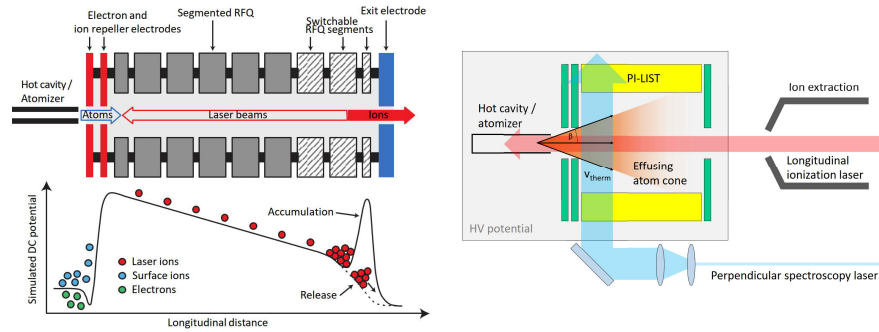 Electron and
ion repeller electrodes
Segmented RFQ
Switchable
RFQ segments
Exit electrode
Hot cavity /
Atomizer
Atoms
Laser beams
Ions
Simulated DC potential
Accumulation
Laser ions
Surface ions
Electrons
Release
Longitudinal distance
PI-LIST
Hot cavity /
atomizer
β
Vtherm
Effusing
atom cone
HV potential
Ion extraction
Longitudinal
ionization laser
Perpendicular spectroscopy laser